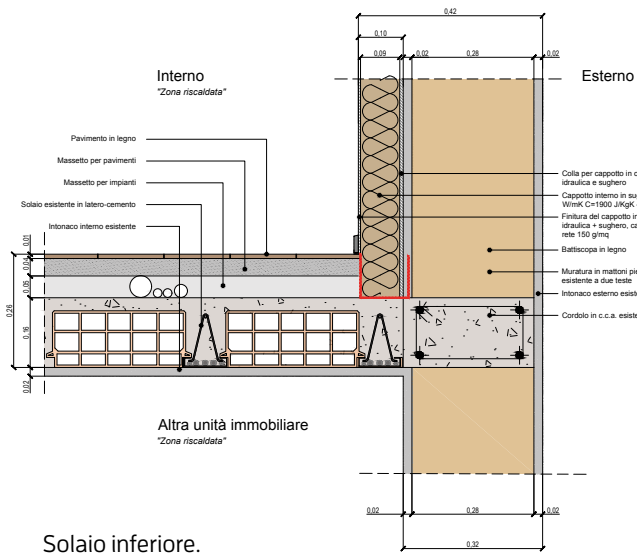 0,42
0,10
0,09
0,02
0,28
0,02
Interno
"Zona riscaldata"
Esterno
Pavimento in legno
Massetto per pavimenti
Massetto per impianti
Solaio esistente in latero-cemento
Intonaco interno esistente
Colla per cappotto in c
idraulica e sughero
Cappotto interno in sug
W/mK C=1900 J/KgK
Finitura del cappotto in
idraulica + sughero, ca
rete 150 g/mq
Battiscopa in legno
Muratura in mattoni pie
esistente a due teste
Intonaco esterno esiste
Cordolo in c.c.a. esiste
0,01
0,04
0,05
0,26
0,16
0,02
Altra unità immobiliare
"Zona riscaldata"
0,02
0,28
0,02
0,32
Solaio inferiore.